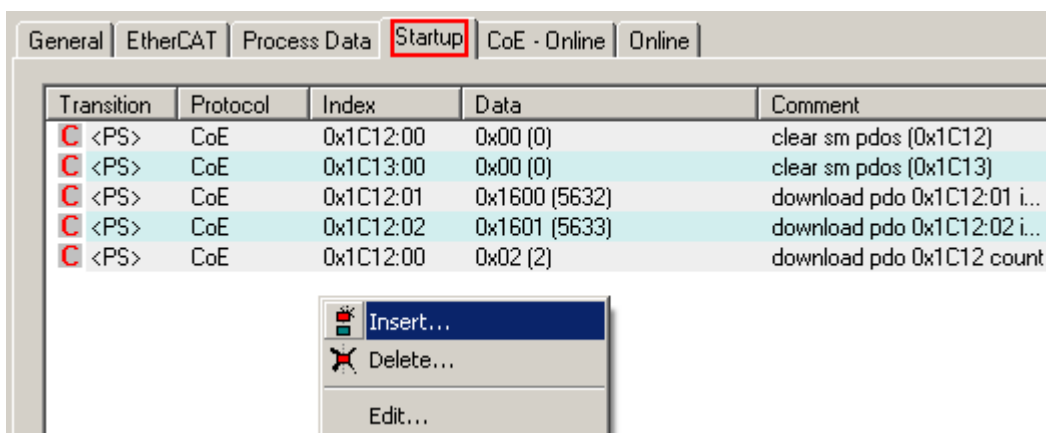 General EtherCAT Process Data Startup CoE - Online Online
Transition Protocol Index Data Comment
C <PS> CoE 0x1C12:00 0x00 (0) clear sm pdos (0x1C12)
C <PS> CoE 0x1C13:00 0x00 (0) clear sm pdos (0x1C13)
C <PS> CoE 0x1C12:01 0x1600 (5632) download pdo 0x1C12:01 i...
C <PS> CoE 0x1C12:02 0x1601 (5633) download pdo 0x1C12:02 i...
C <PS> CoE 0x1C12:00 0x02 (2) download pdo 0x1C12 count
Insert...
Delete...
Edit...